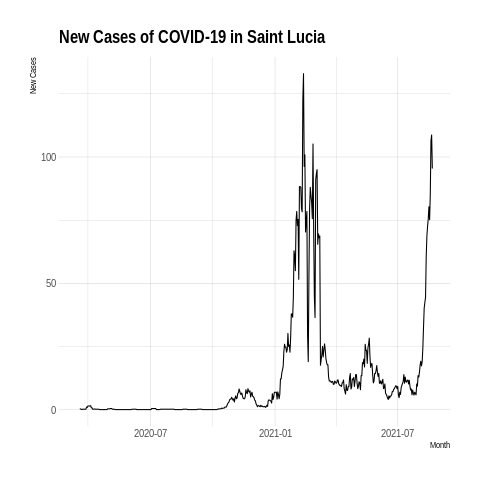 New Cases of COVID-19 in Saint Lucia
New Cases
100
50
0
2020-07
2021-01
2021-07
Month